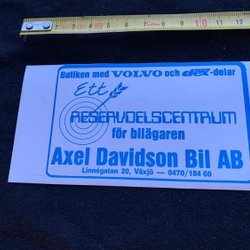 Butiken med VOLVO och dex-delar
Ett
RESERVDELSCENTRUM
för bilägaren
Axel Davidson Bil AB
Linnégatan 20, Växjö — 0470/184 60